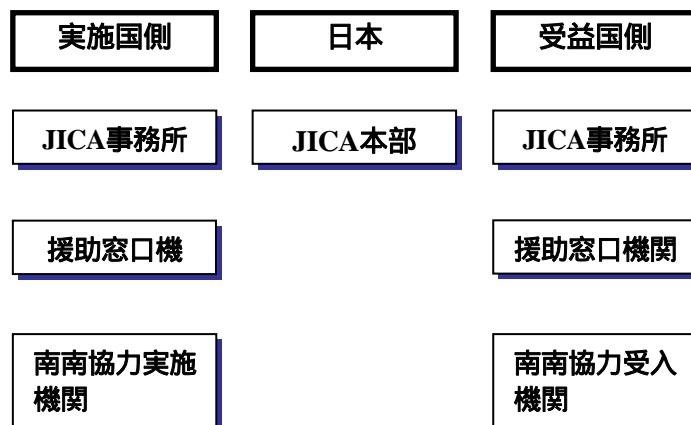 実施国側
日本
受益国側
JICA事務所
JICA本部
JICA事務所
援助窓口機
援助窓口機関
南南協力実施
機関
南南協力受入
機関